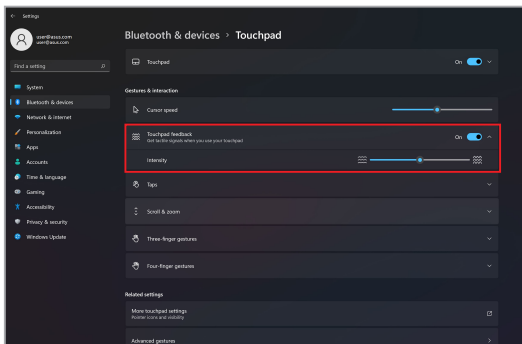 Settings
user@asus.com
user@asus.com
Bluetooth & devices > Touchpad
Find a setting
System
Bluetooth & devices
Network & internet
Personalization
Apps
Accounts
Time & language
Gaming
Accessibility
Privacy & security
Windows Update
Touchpad
On
Gestures & interaction
Cursor speed
Touchpad feedback
Get tactile signals when you use your touchpad
On
Intensity
Taps
Scroll & zoom
Three-finger gestures
Four-finger gestures
Related settings
More touchpad settings
Pointer icons and visibility
Advanced gestures